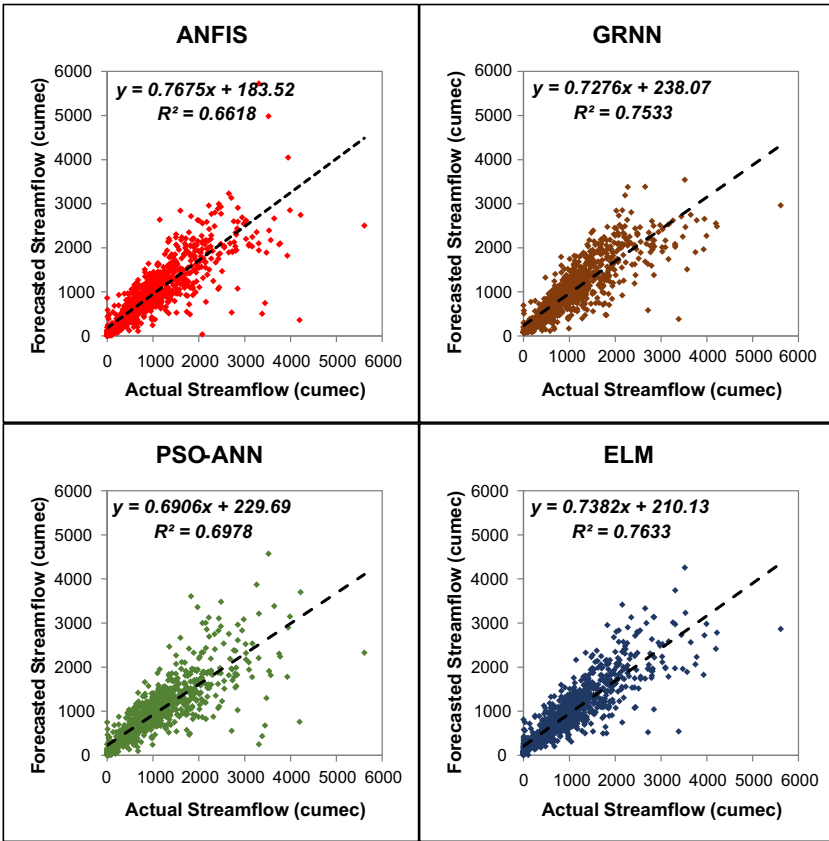 ANFIS
Forecasted Streamflow (cumec)
6000
5000
4000
3000
2000
1000
0
y = 0.7675x + 183.52
R² = 0.6618
0 1000 2000 3000 4000 5000 6000
Actual Streamflow (cumec)
GRNN
Forecasted Streamflow (cumec)
6000
5000
4000
3000
2000
1000
0
y = 0.7276x + 238.07
R² = 0.7533
0 1000 2000 3000 4000 5000 6000
Actual Streamflow (cumec)
PSO-ANN
Forecasted Streamflow (cumec)
6000
5000
4000
3000
2000
1000
0
y = 0.6906x + 229.69
R² = 0.6978
0 1000 2000 3000 4000 5000 6000
Actual Streamflow (cumec)
ELM
Forecasted Streamflow (cumec)
6000
5000
4000
3000
2000
1000
0
y = 0.7382x + 210.13
R² = 0.7633
0 1000 2000 3000 4000 5000 6000
Actual Streamflow (cumec)